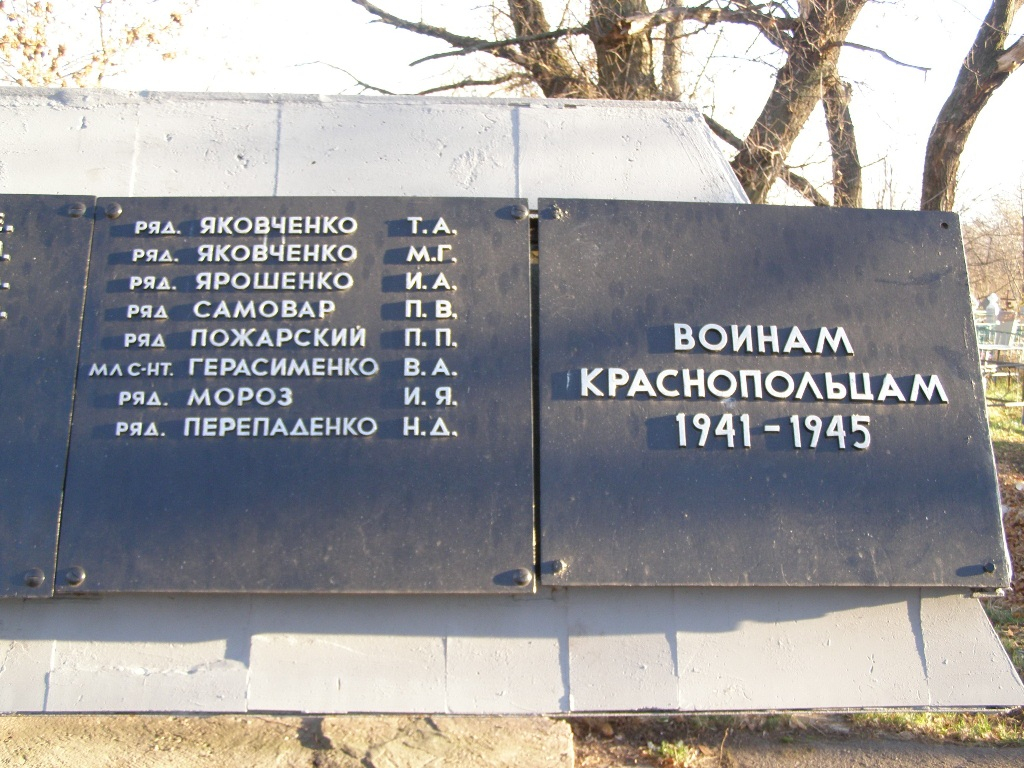 РЯД. ЯКОВЧЕНКО Т.А.
РЯД. ЯКОВЧЕНКО М.Г.
РЯД. ЯРОШЕНКО И.А.
РЯД САМОВАР П.В.
РЯД ПОЖАРСКИЙ П.П.
МЛ С-НТ. ГЕРАСИМЕНКО В.А.
РЯД. МОРОЗ И.Я.
РЯД. ПЕРЕПАДЕНКО Н.Д.
ВОИНАМ
КРАСНОПОЛЬЦАМ
1941-1945